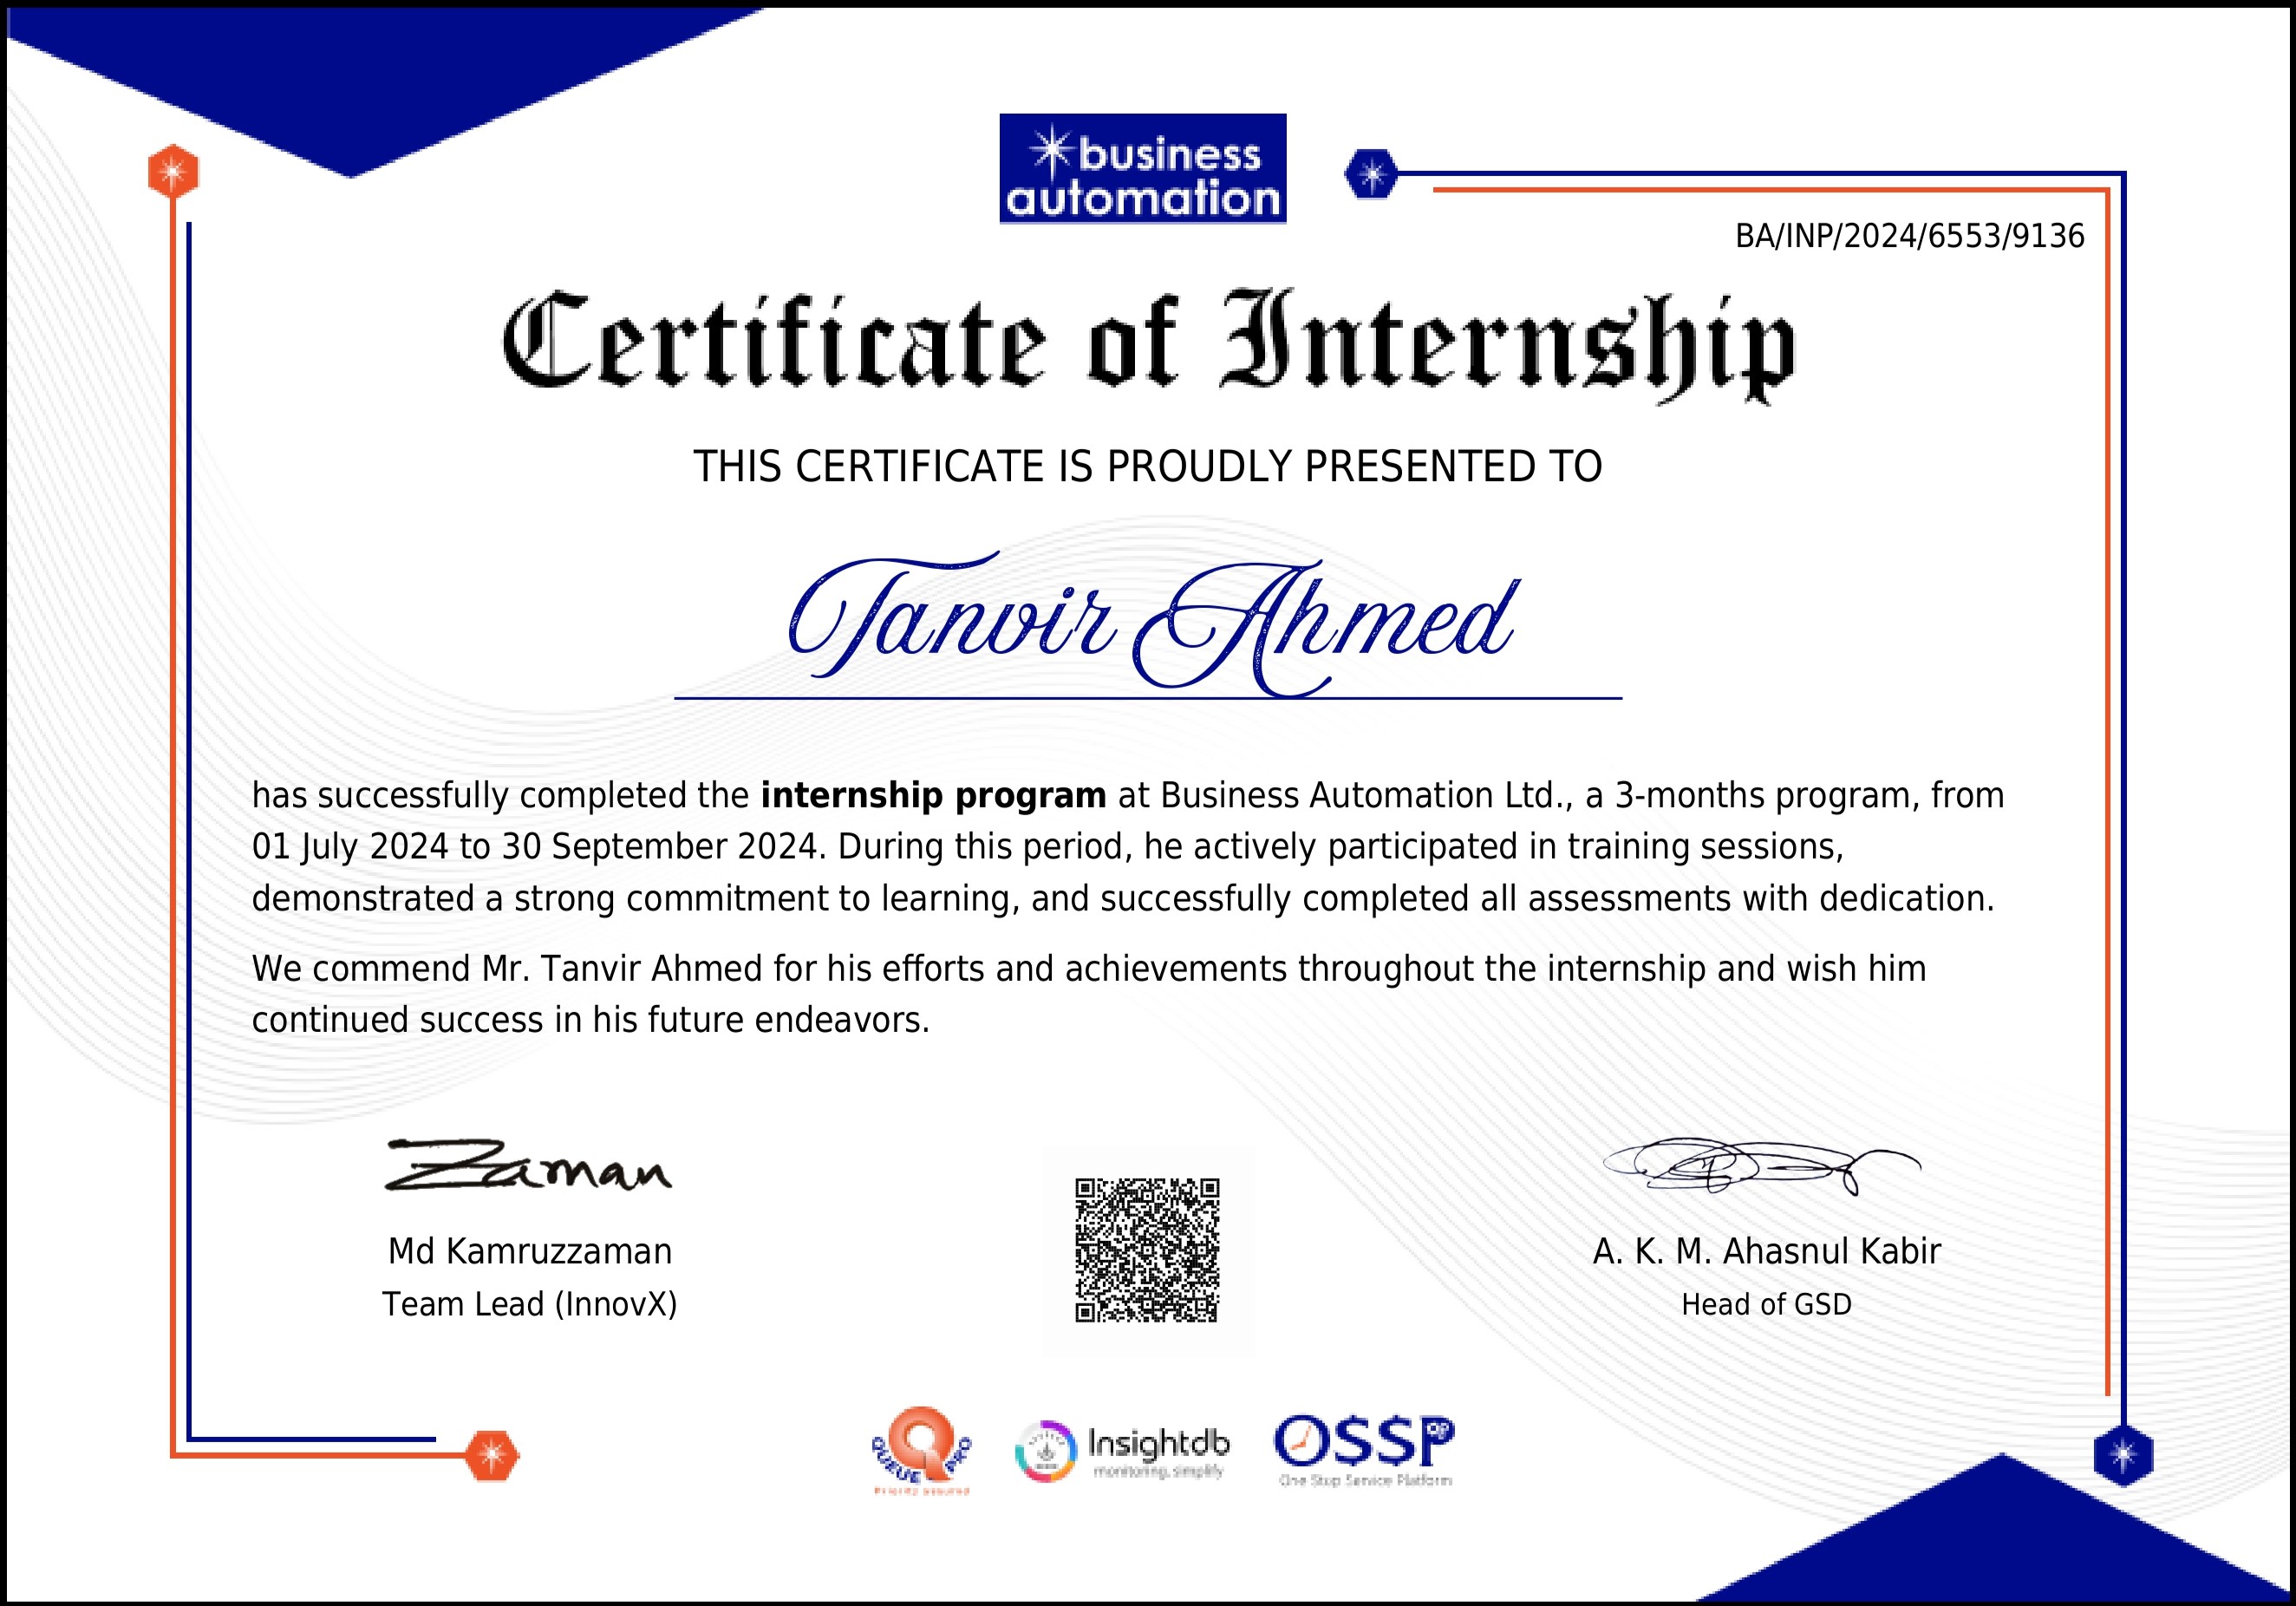 business
automation
BA/INP/2024/6553/9136
Certificate of Internship
THIS CERTIFICATE IS PROUDLY PRESENTED TO
Tanvir Ahmed
has successfully completed the internship program at Business Automation Ltd., a 3-months program, from
01 July 2024 to 30 September 2024. During this period, he actively participated in training sessions,
demonstrated a strong commitment to learning, and successfully completed all assessments with dedication.
We commend Mr. Tanvir Ahmed for his efforts and achievements throughout the internship and wish him
continued success in his future endeavors.
Zaman
Md Kamruzzaman
Team Lead (InnovX)
A. K. M. Ahasnul Kabir
Head of GSD
QUEUE PRO
Priority assured
Insightdb
monitoring, simplify
OSSP
One Stop Service Platform